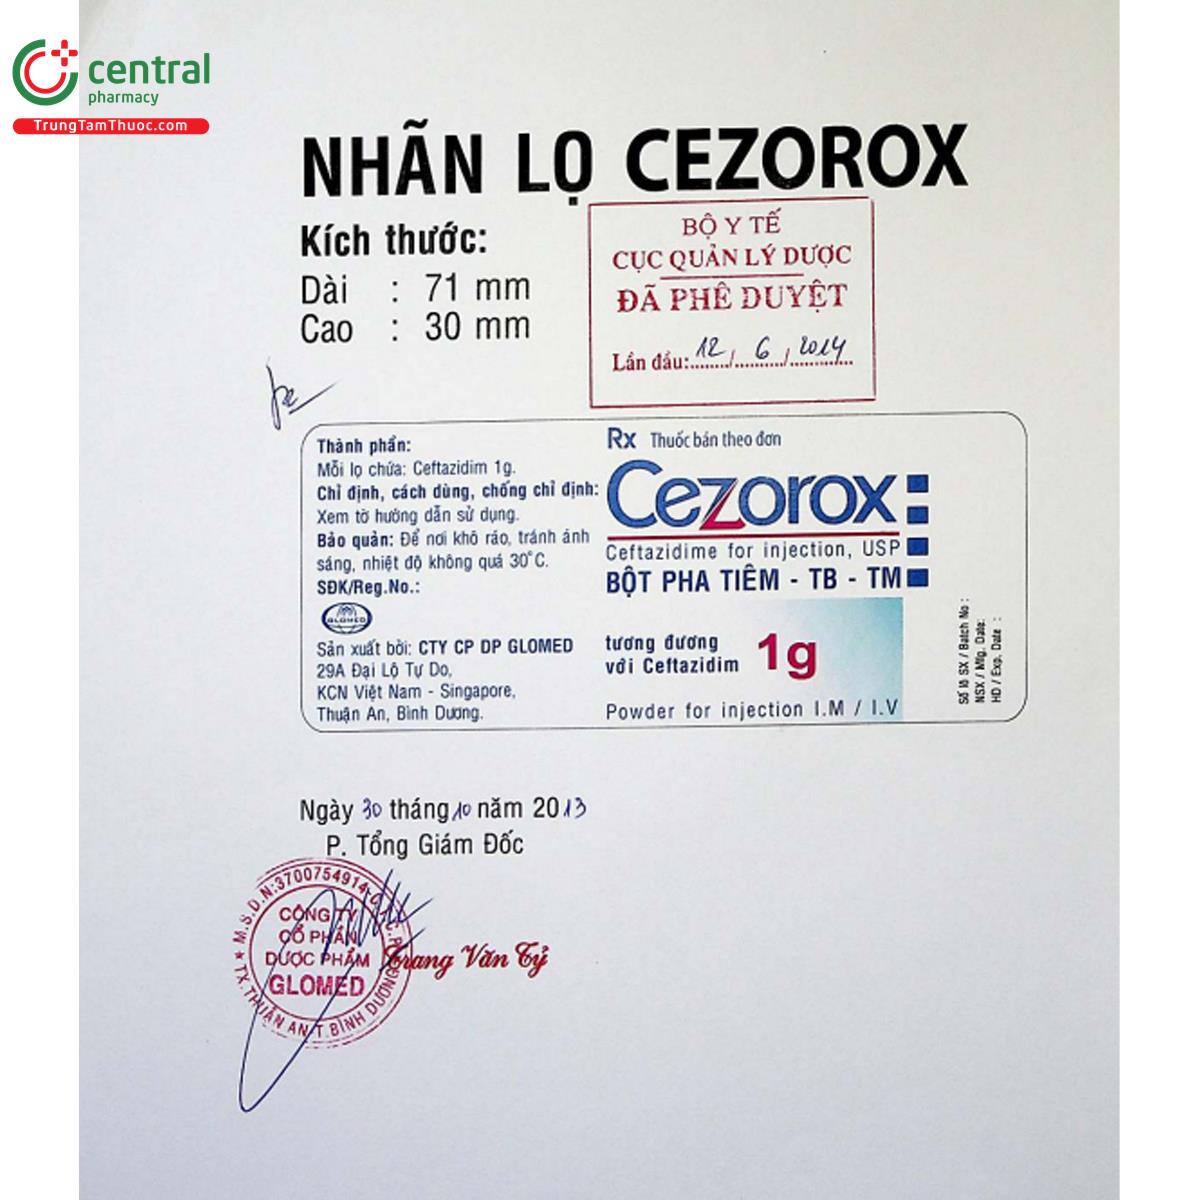 central
pharmacy
TrungTamThuoc.com
NHÃN LỌ CEZOROX
Kích thước:
Dài : 71 mm
Cao : 30 mm
BỘ Y TẾ
CỤC QUẢN LÝ DƯỢC
ĐÃ PHÊ DUYỆT
Lần đầu: 12 / 6 / 2014
Thành phần:
Mỗi lọ chứa: Ceftazidim 1g.
Chỉ định, cách dùng, chống chỉ định:
Xem tờ hướng dẫn sử dụng.
Bảo quản: Để nơi khô ráo, tránh ánh
sáng, nhiệt độ không quá 30°C.
SĐK/Reg.No.:
GLOMED
Sản xuất bởi: CTY CP DP GLOMED
29A Đại Lộ Tự Do,
KCN Việt Nam - Singapore,
Thuận An, Bình Dương.
Rx Thuốc bán theo đơn
Cezorox
Ceftazidime for injection, USP
BỘT PHA TIÊM - TB - TM
tương đương
với Ceftazidim 1g
Powder for injection I.M / I.V
Số lô SX / Batch No :
NSX / Mfg. Date:
HD / Exp. Date :
Ngày 30 tháng 10 năm 2013
P. Tổng Giám Đốc
M.S.D.N:3700754914-C
CÔNG TY
CỔ PHẦN
DƯỢC PHẨM
GLOMED
TX.THUẬN AN T.BÌNH DƯƠNG
Trang Văn Tỷ